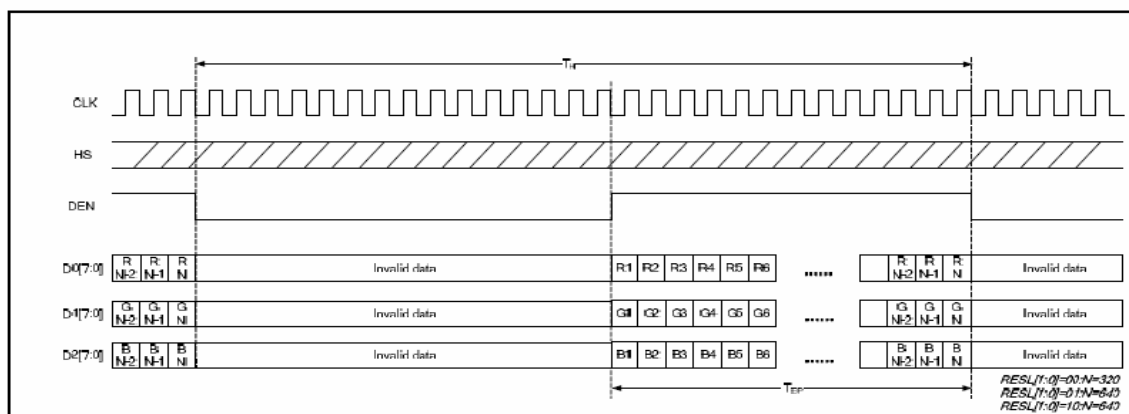 TH
CLK
HS
DEN
D0[7:0] R N-2 R N-1 R N Invalid data R1 R2 R3 R4 R5 R6 ...... R N-2 R N-1 R N Invalid data
D1[7:0] G N-2 G N-1 G N Invalid data G1 G2 G3 G4 G5 G6 ...... G N-2 G N-1 G N Invalid data
D2[7:0] B N-2 B N-1 B N Invalid data B1 B2 B3 B4 B5 B6 ...... B N-2 B N-1 B N Invalid data
TEP
RESL[1:0]=00:N=320
RESL[1:0]=01:N=640
RESL[1:0]=10:N=640